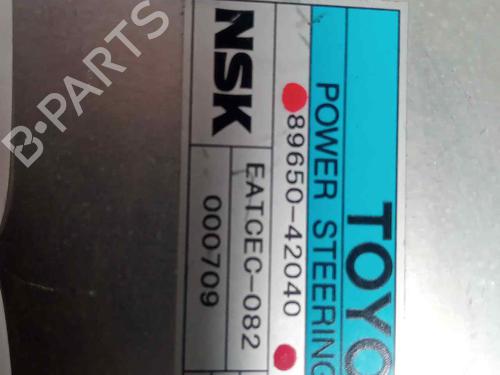 TOYO
POWER STEERING
89650-42040
NSK
EATCEC-082
000709
B-PARTS